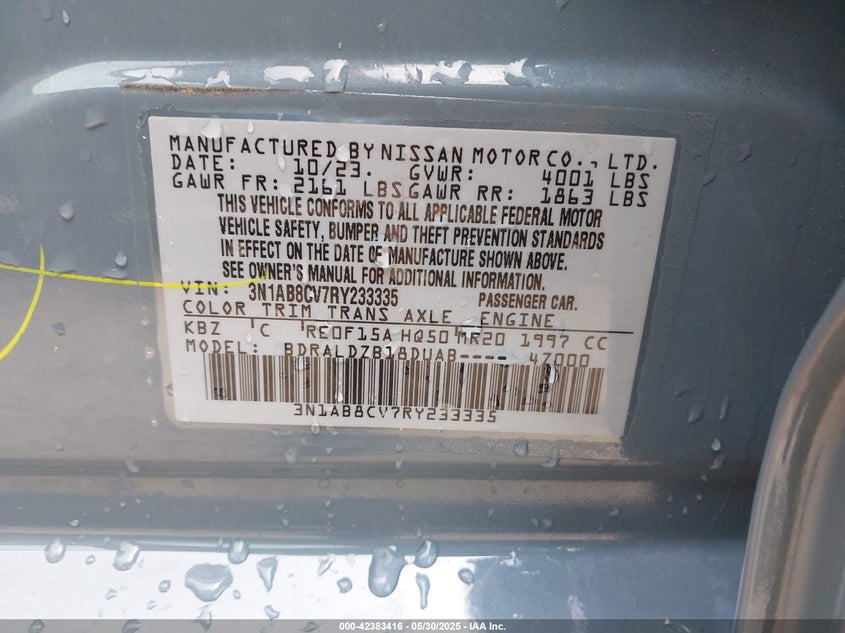 MANUFACTURED BY NISSAN MOTOR CO., LTD.
DATE: 10/23. GVWR: 4001 LBS
GAWR FR: 2161 LBS GAWR RR: 1863 LBS
THIS VEHICLE CONFORMS TO ALL APPLICABLE FEDERAL MOTOR
VEHICLE SAFETY, BUMPER AND THEFT PREVENTION STANDARDS
IN EFFECT ON THE DATE OF MANUFACTURE SHOWN ABOVE.
SEE OWNER'S MANUAL FOR ADDITIONAL INFORMATION.
VIN: 3N1AB8CV7RY233335 PASSENGER CAR.
COLOR TRIM TRANS AXLE ENGINE
KBZ C RE0F15A HQ50 MR20 1997 CC
MODEL: BDRALDZB18DUAB---- 47000
3N1AB8CV7RY233335
000-42383416 - 05/30/2025 - IAA Inc.